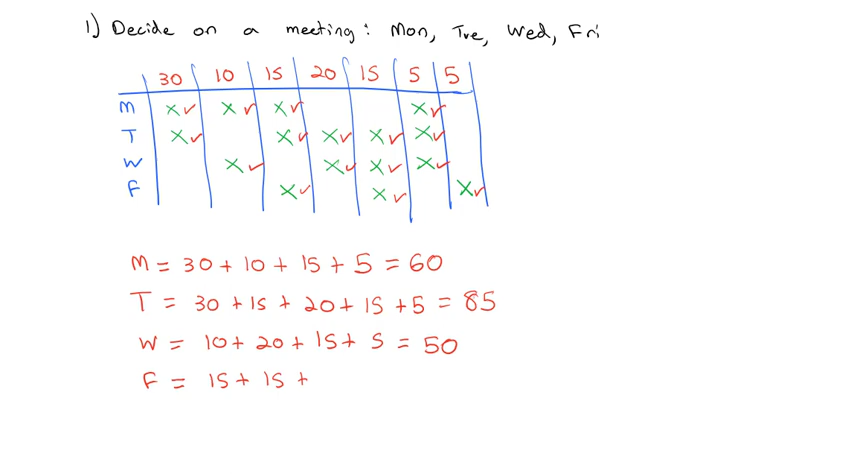 1) Decide on a meeting: Mon, Tue, Wed, Fri
30 10 15 20 15 5 5
M X ✓ X ✓ X ✓ X ✓
T X ✓ X ✓ X ✓ X ✓ X ✓
W X ✓ X ✓ X ✓ X ✓
F X ✓ X ✓ X ✓
M = 30 + 10 + 15 + 5 = 60
T = 30 + 15 + 20 + 15 + 5 = 85
W = 10 + 20 + 15 + 5 = 50
F = 15 + 15 +